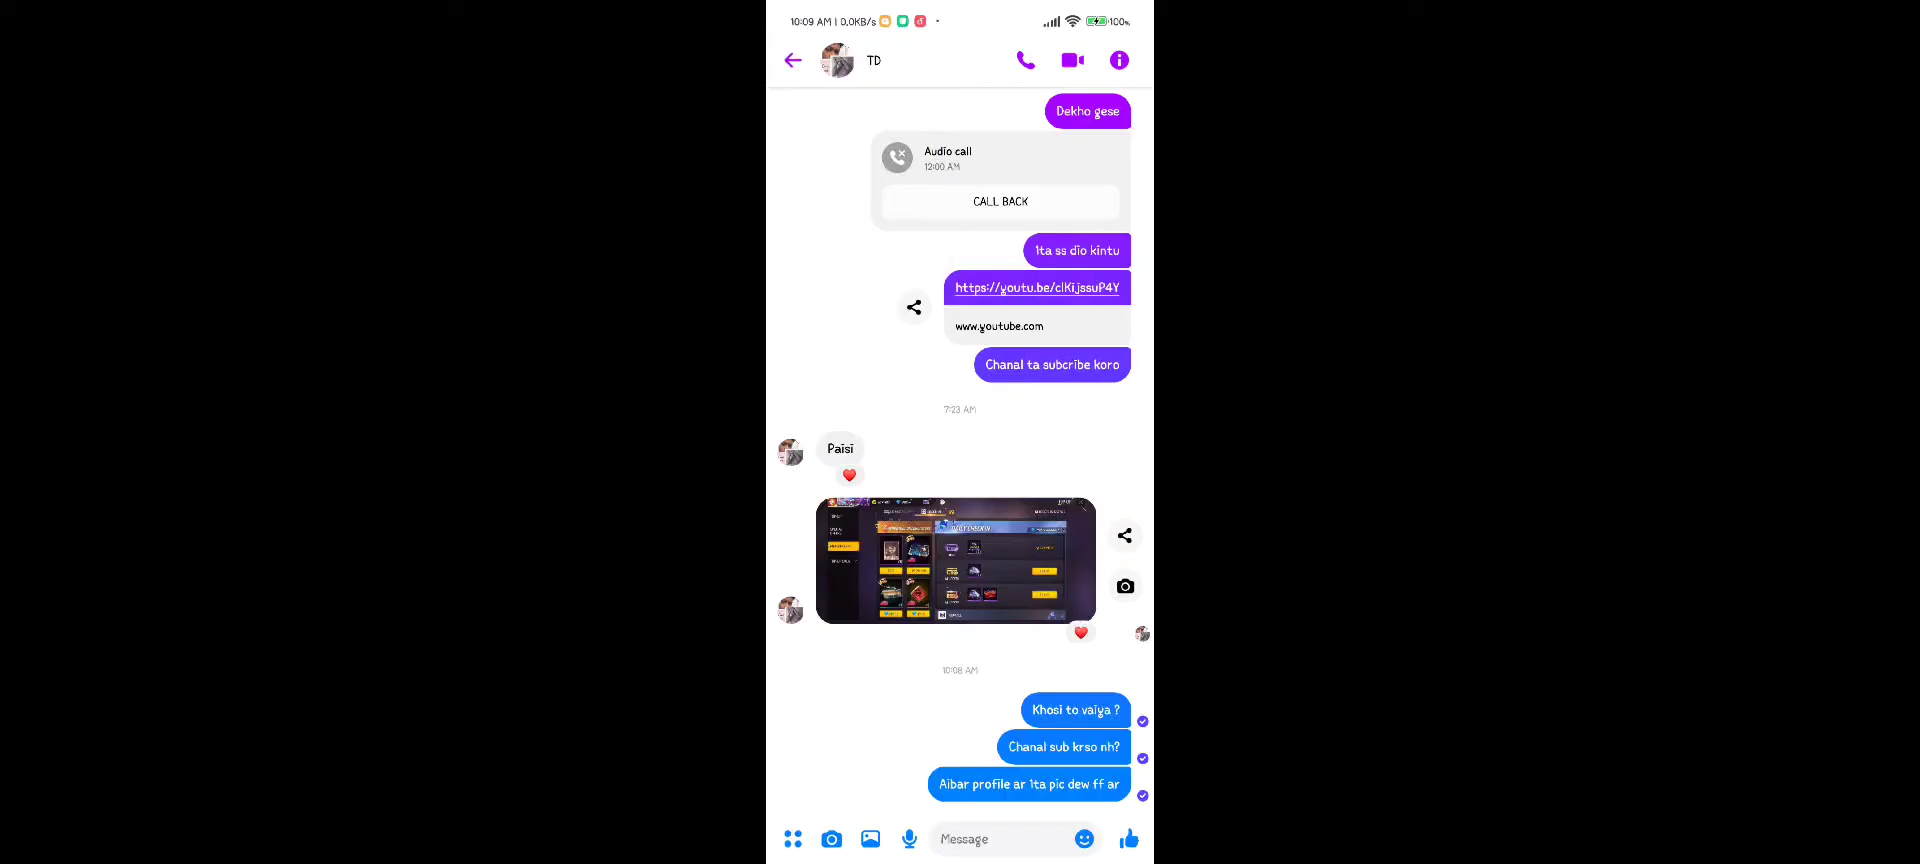 10:09 AM | 0.0KB/s
100%
TD
Dekho gese
Audio call
12:00 AM
CALL BACK
1ta ss dio kintu
https://youtu.be/clKijssuP4Y
www.youtube.com
Chanal ta subcribe koro
7:23 AM
Paisi
10:08 AM
Khosi to vaiya ?
Chanal sub krso nh?
Aibar profile ar 1ta pic dew ff ar
Message